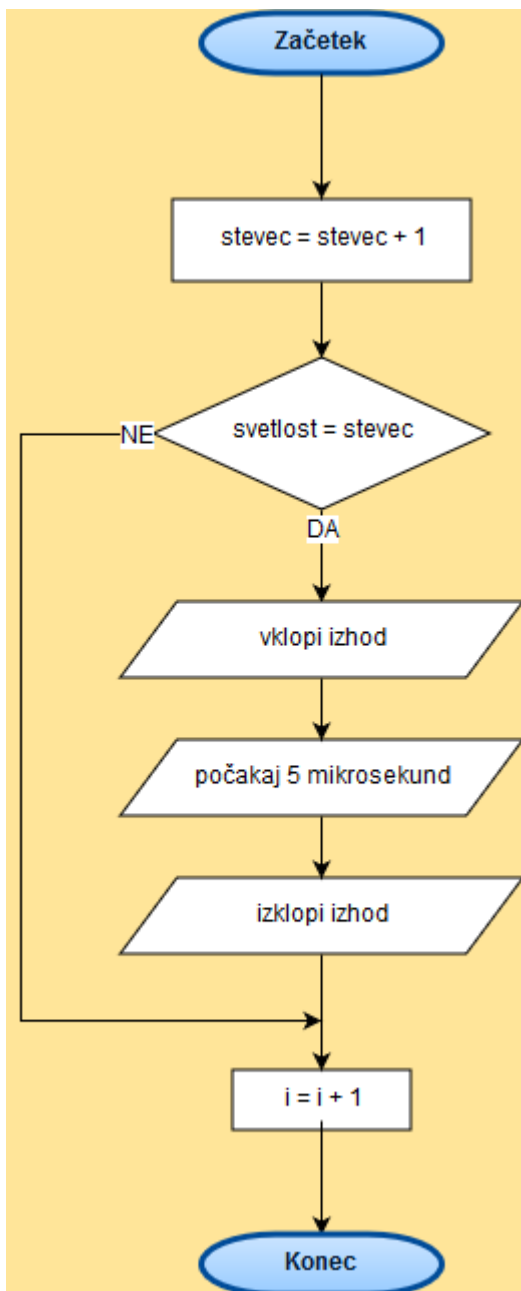 Začetek
stevec = stevec + 1
svetlost = stevec
NE
DA
vklopi izhod
počakaj 5 mikrosekund
izklopi izhod
i = i + 1
Konec